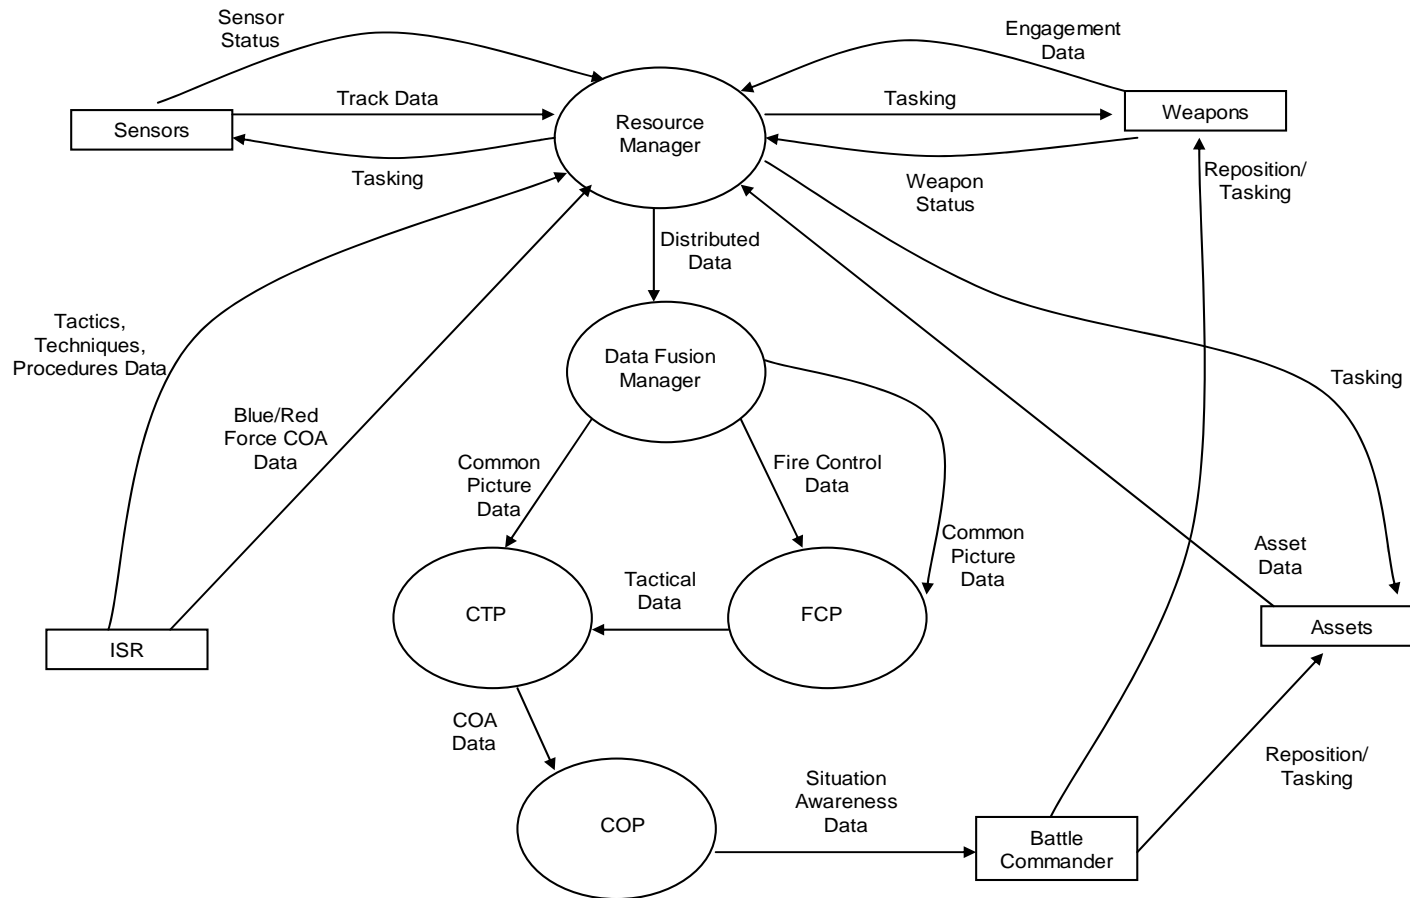 Sensor
Status
Engagement
Data
Track Data
Tasking
Weapons
Sensors
Resource
Manager
Tasking
Weapon
Status
Reposition/
Tasking
Distributed
Data
Tactics,
Techniques,
Procedures Data
Data Fusion
Manager
Tasking
Blue/Red
Force COA
Data
Common
Picture
Data
Fire Control
Data
Common
Picture
Data
Asset
Data
Tactical
Data
CTP
FCP
Assets
ISR
COA
Data
Reposition/
Tasking
Situation
Awareness
Data
COP
Battle
Commander